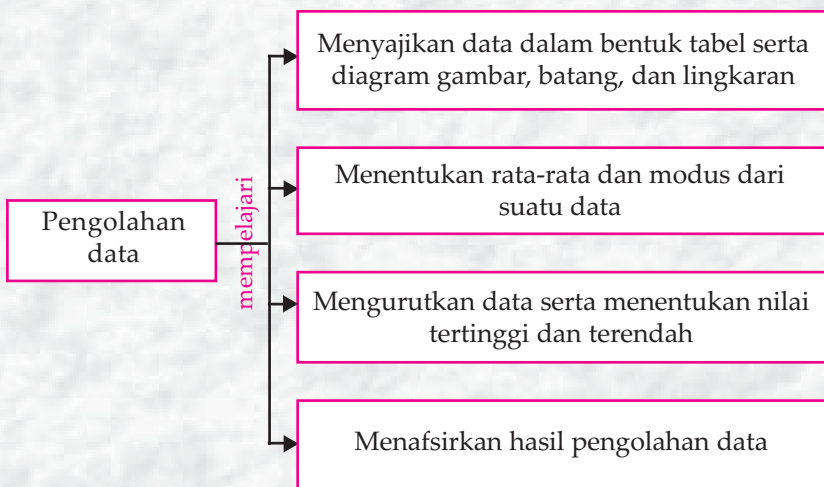 Pengolahan
data
mempelajari
Menyajikan data dalam bentuk tabel serta
diagram gambar, batang, dan lingkaran
Menentukan rata-rata dan modus dari
suatu data
Mengurutkan data serta menentukan nilai
tertinggi dan terendah
Menafsirkan hasil pengolahan data